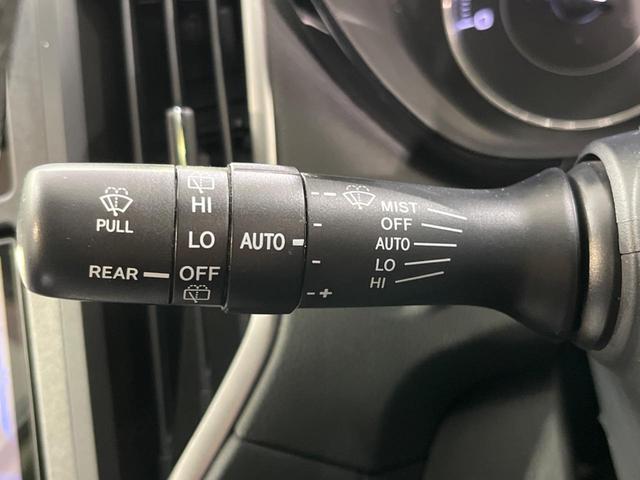 PULL
REAR
HI
LO
OFF
AUTO
- +
MIST
OFF
AUTO
LO
HI